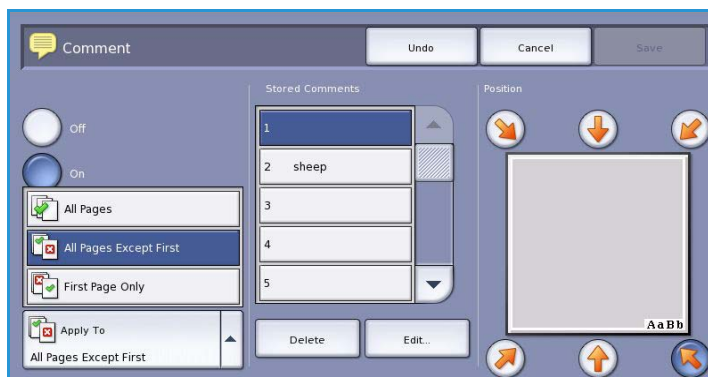 Comment
Undo
Cancel
Save
Off
On
All Pages
All Pages Except First
First Page Only
Apply To
All Pages Except First
Stored Comments
1
2 sheep
3
4
5
Delete
Edit...
Position
AaBb